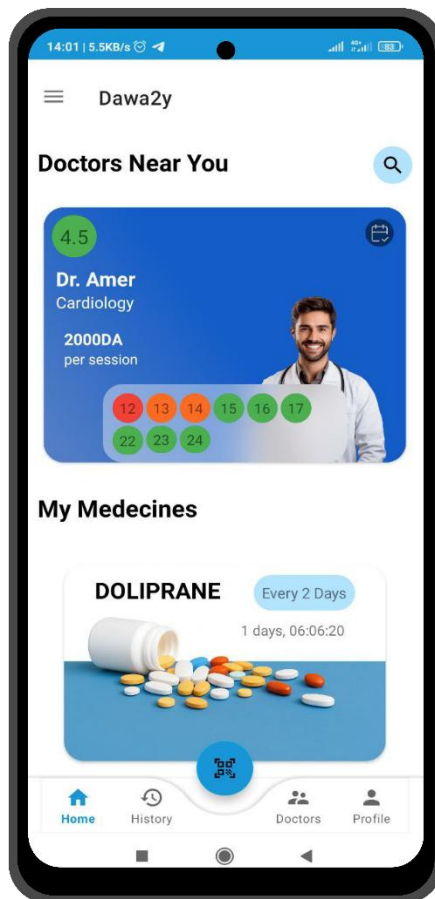 14:01 | 5.5KB/s
83
Dawa2y
Doctors Near You
4.5
Dr. Amer
Cardiology
2000DA
per session
12 13 14 15 16 17
22 23 24
My Medecines
DOLIPRANE
Every 2 Days
1 days, 06:06:20
Home History Doctors Profile